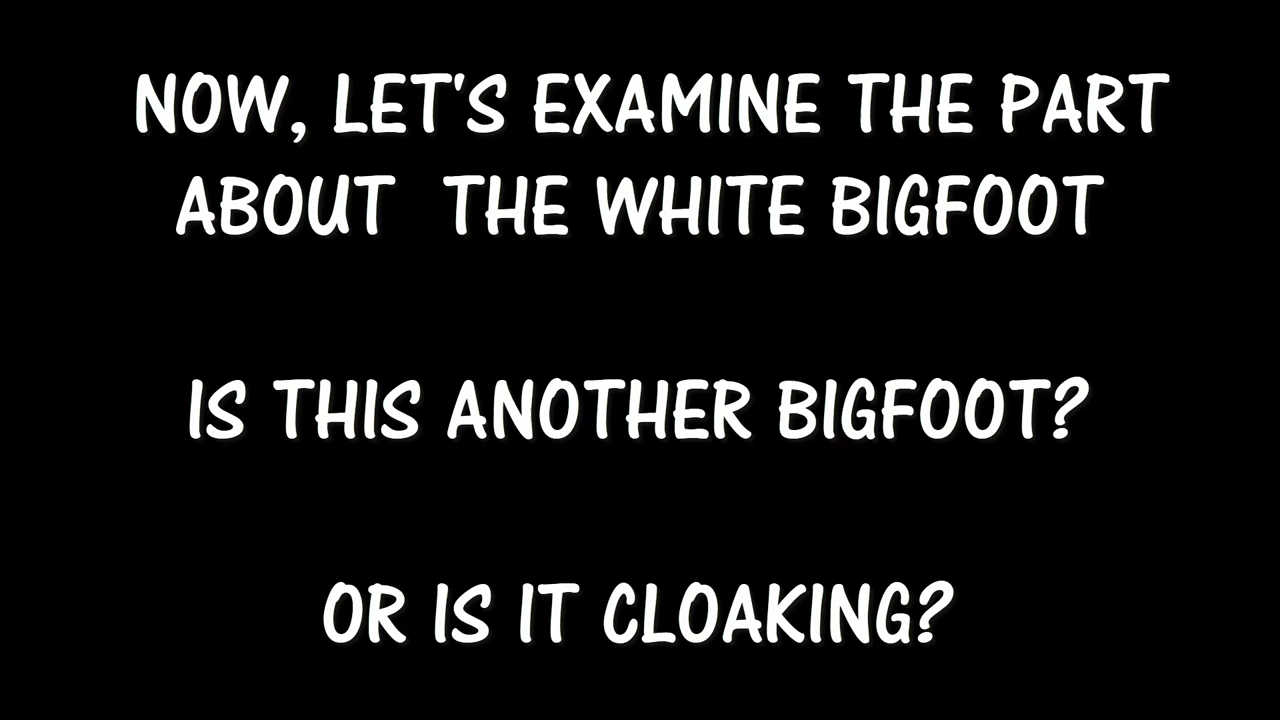 NOW, LET'S EXAMINE THE PART
ABOUT THE WHITE BIGFOOT
IS THIS ANOTHER BIGFOOT?
OR IS IT CLOAKING?